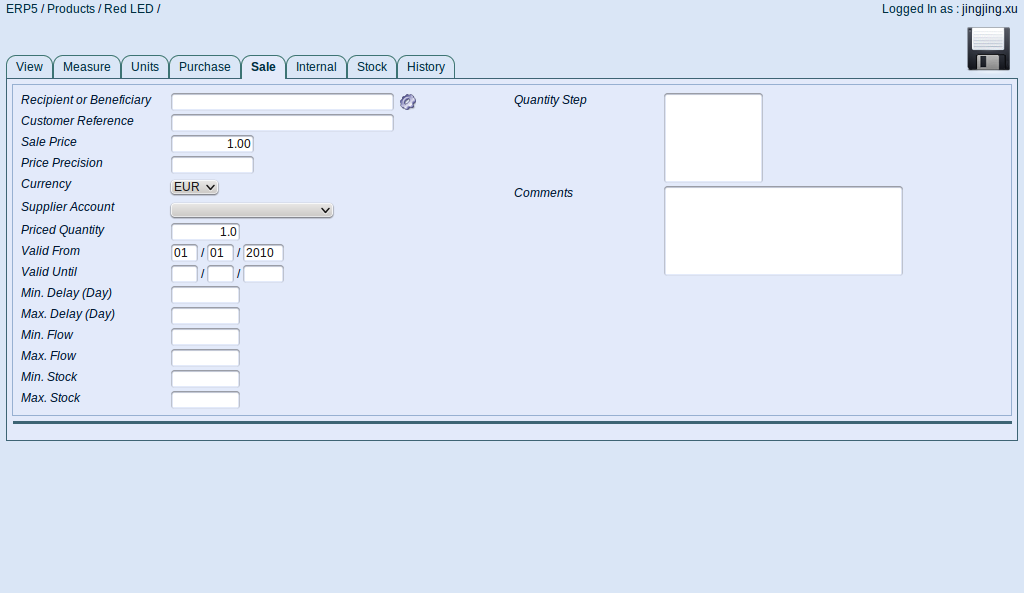 ERP5 / Products / Red LED /
Logged In as : jingjing.xu
View Measure Units Purchase Sale Internal Stock History
Recipient or Beneficiary
Customer Reference
Sale Price 1.00
Price Precision
Currency EUR
Supplier Account
Priced Quantity 1.0
Valid From 01 / 01 / 2010
Valid Until / /
Min. Delay (Day)
Max. Delay (Day)
Min. Flow
Max. Flow
Min. Stock
Max. Stock
Quantity Step
Comments